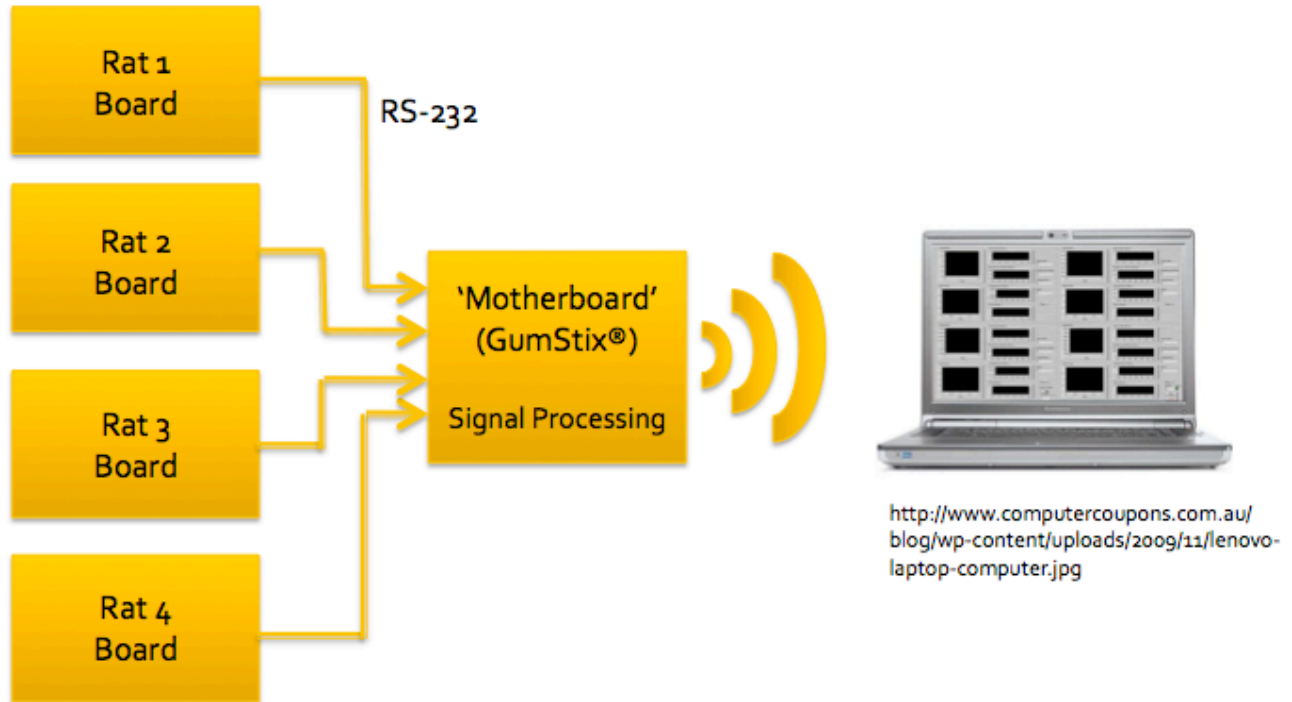 Rat 1
Board
RS-232
Rat 2
Board
'Motherboard'
(GumStix®)
Signal Processing
Rat 3
Board
Rat 4
Board
http://www.computercoupons.com.au/
blog/wp-content/uploads/2009/11/lenovo-
laptop-computer.jpg